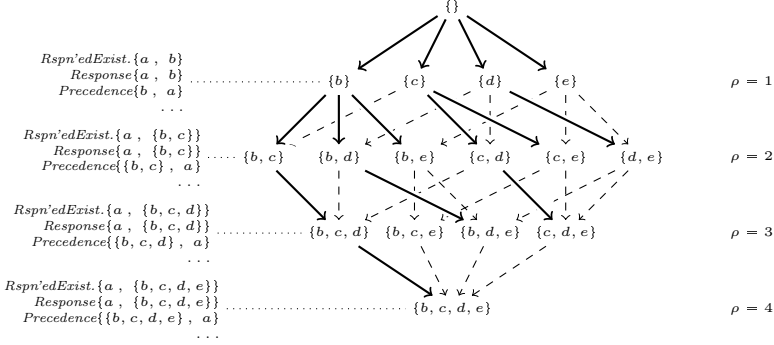 {}
Rspn'edExist.{a , b}
Response{a , b}
Precedence{b , a}
. . .
{b} {c} {d} {e} ρ = 1
Rspn'edExist.{a , {b, c}}
Response{a , {b, c}}
Precedence{{b, c} , a}
. . .
{b, c} {b, d} {b, e} {c, d} {c, e} {d, e} ρ = 2
Rspn'edExist.{a , {b, c, d}}
Response{a , {b, c, d}}
Precedence{{b, c, d} , a}
. . .
{b, c, d} {b, c, e} {b, d, e} {c, d, e} ρ = 3
Rspn'edExist.{a , {b, c, d, e}}
Response{a , {b, c, d, e}}
Precedence{{b, c, d, e} , a}
. . .
{b, c, d, e} ρ = 4